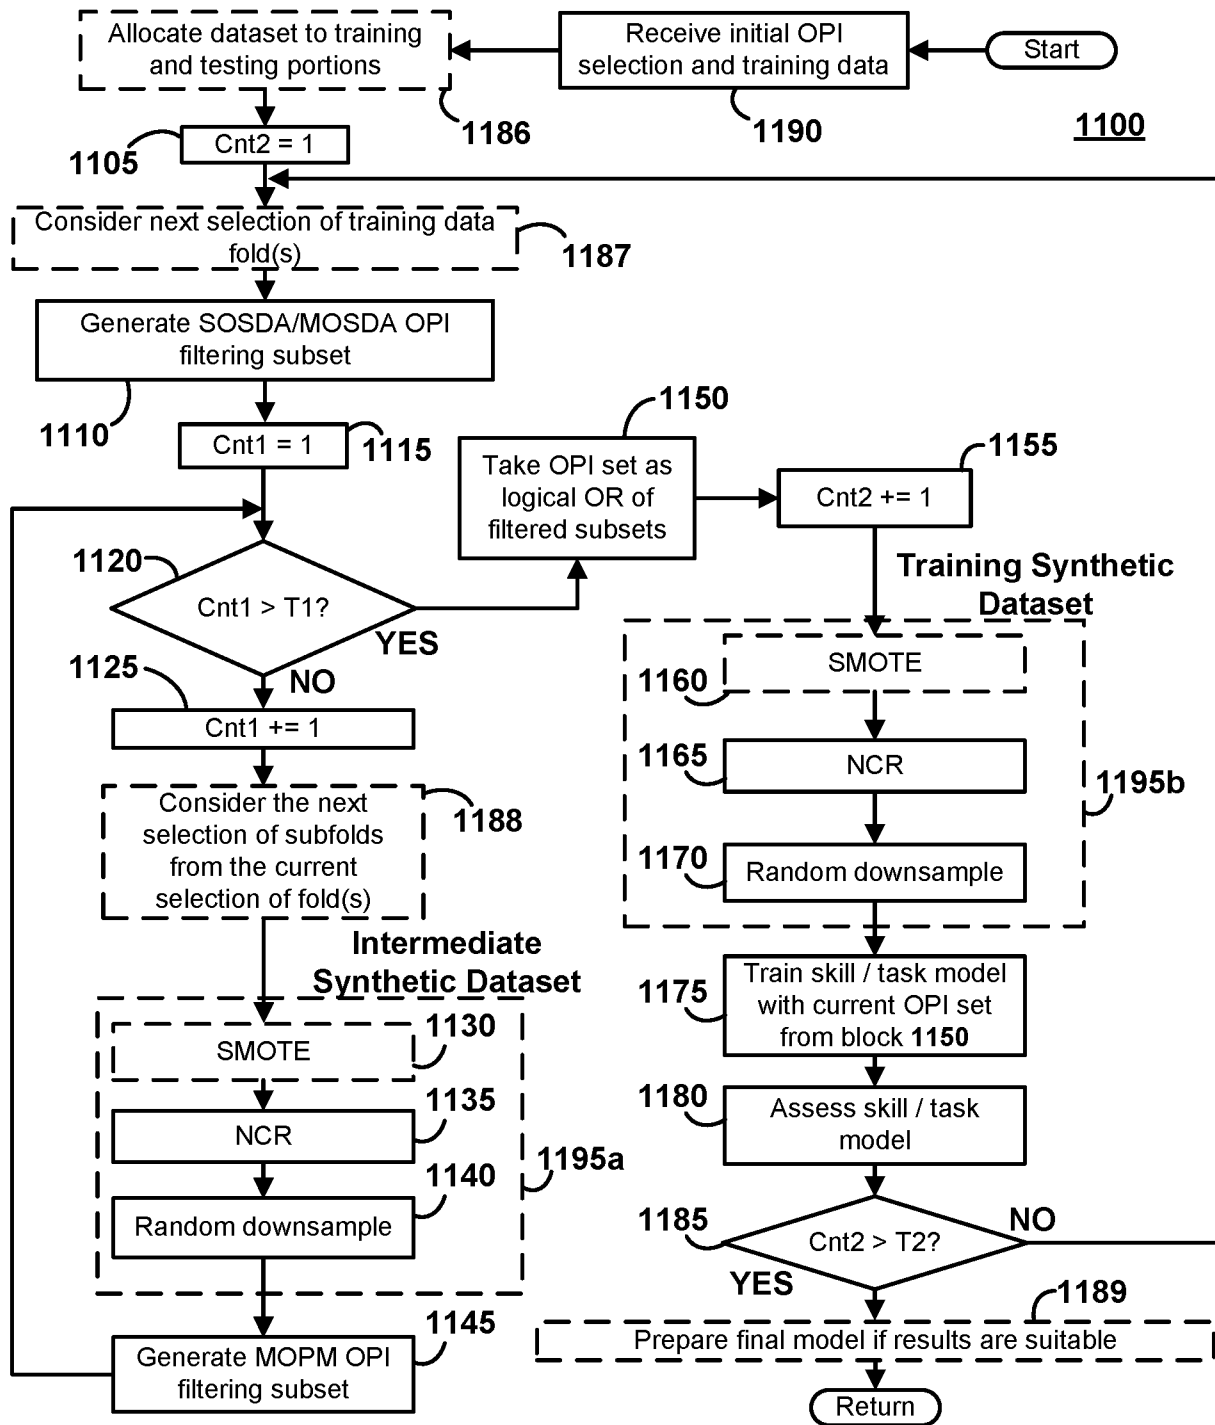 Start
Receive initial OPI
selection and training data
1190
Allocate dataset to training
and testing portions
1186
1100
Cnt2 = 1
1105
Consider next selection of training data
fold(s)
1187
Generate SOSDA/MOSDA OPI
filtering subset
1110
Cnt1 = 1
1115
1120
Cnt1 > T1?
YES
NO
1125
Cnt1 += 1
Consider the next
selection of subfolds
from the current
selection of fold(s)
1188
Intermediate
Synthetic Dataset
SMOTE
1130
NCR
1135
Random downsample
1140
1195a
Generate MOPM OPI
filtering subset
1145
1150
Take OPI set as
logical OR of
filtered subsets
1155
Cnt2 += 1
Training Synthetic
Dataset
SMOTE
1160
NCR
1165
Random downsample
1170
1195b
Train skill / task model
with current OPI set
from block 1150
1175
Assess skill / task
model
1180
1185
Cnt2 > T2?
NO
YES
1189
Prepare final model if results are suitable
Return